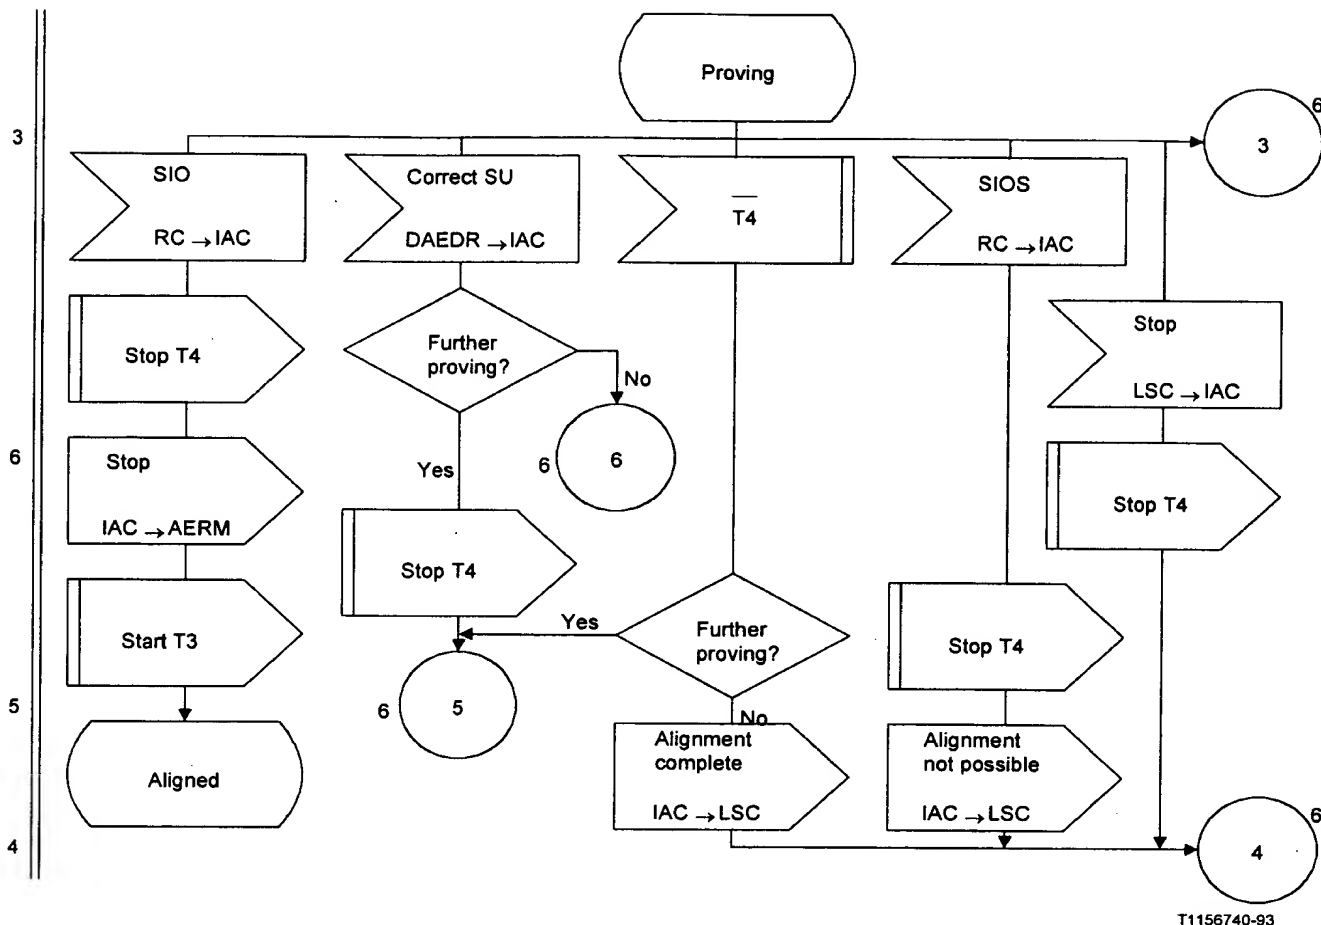 Proving
6
3
3
SIO
RC → IAC
Correct SU
DAEDR → IAC
T4
SIOS
RC → IAC
Stop
LSC → IAC
Stop T4
Further
proving?
No
6
6
6
Stop
IAC → AERM
Yes
Stop T4
Stop T4
Start T3
Yes
Further
proving?
Stop T4
5
6
5
No
Aligned
Alignment
complete
IAC → LSC
Alignment
not possible
IAC → LSC
6
4
4
T1156740-93